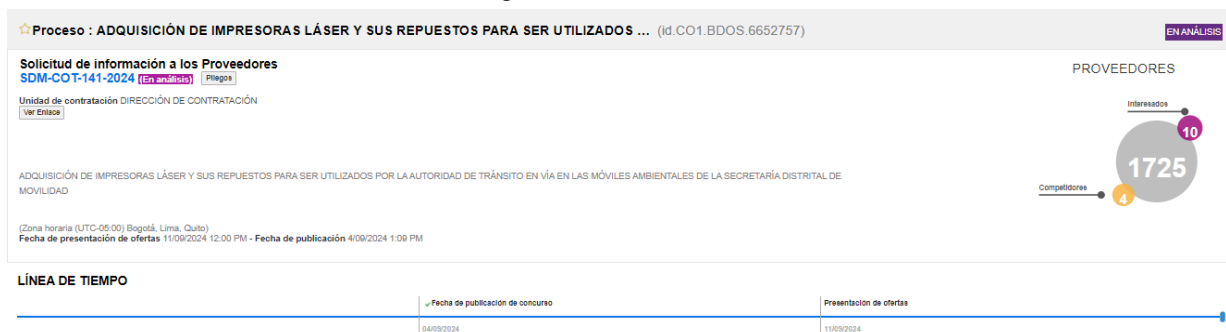 Proceso : ADQUISICIÓN DE IMPRESORAS LÁSER Y SUS REPUESTOS PARA SER UTILIZADOS ... (id.CO1.BDOS.6652757)
EN ANÁLISIS
Solicitud de información a los Proveedores
SDM-COT-141-2024 (En análisis) Pliegos
Unidad de contratación DIRECCIÓN DE CONTRATACIÓN
Ver Enlace
PROVEEDORES
Interesados
10
1725
Competidores
4
ADQUISICIÓN DE IMPRESORAS LÁSER Y SUS REPUESTOS PARA SER UTILIZADOS POR LA AUTORIDAD DE TRÁNSITO EN VÍA EN LAS MÓVILES AMBIENTALES DE LA SECRETARÍA DISTRITAL DE
MOVILIDAD
(Zona horaria (UTC-05:00) Bogotá, Lima, Quito)
Fecha de presentación de ofertas 11/09/2024 12:00 PM - Fecha de publicación 4/09/2024 1:09 PM
LÍNEA DE TIEMPO
Fecha de publicación de concurso
Presentación de ofertas
04/09/2024
11/09/2024